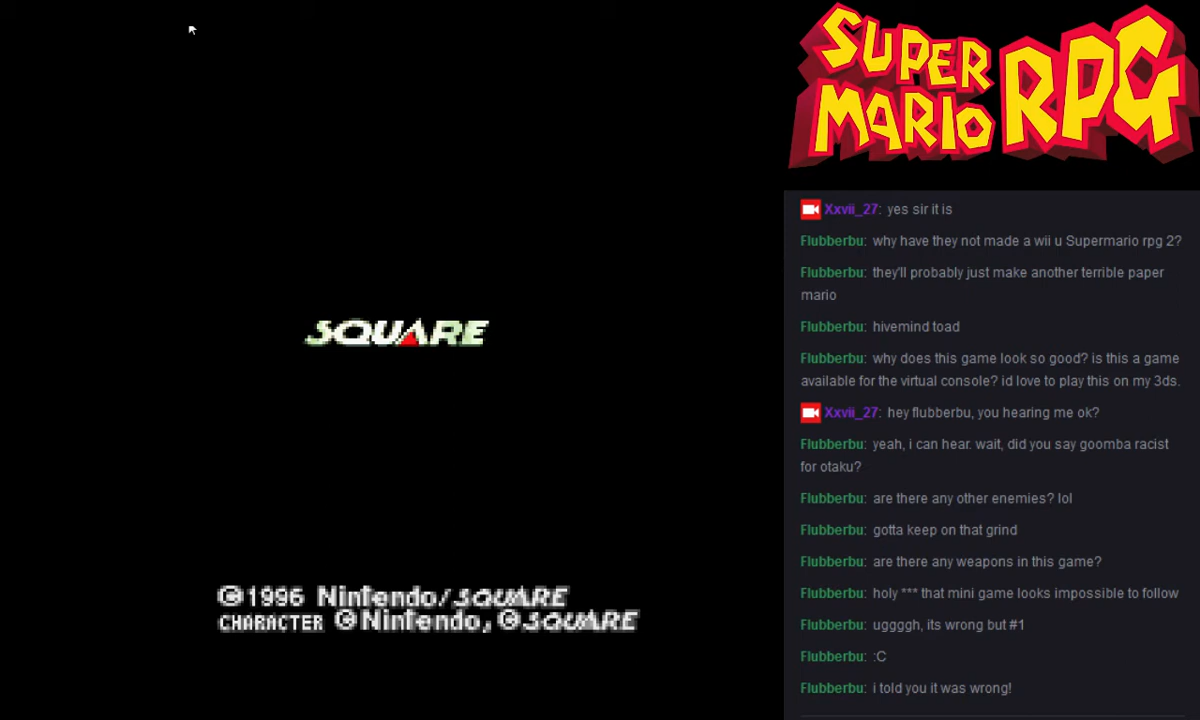 SUPER
MARIO RPG
SQUARE
©1996 Nintendo/SQUARE
CHARACTER ©Nintendo, ©SQUARE
Xxvii_27: yes sir it is
Flubberbu: why have they not made a wii u Supermario rpg 2?
Flubberbu: they'll probably just make another terrible paper
mario
Flubberbu: hivemind toad
Flubberbu: why does this game look so good? is this a game
available for the virtual console? id love to play this on my 3ds.
Xxvii_27: hey flubberbu, you hearing me ok?
Flubberbu: yeah, i can hear. wait, did you say goomba racist
for otaku?
Flubberbu: are there any other enemies? lol
Flubberbu: gotta keep on that grind
Flubberbu: are there any weapons in this game?
Flubberbu: holy *** that mini game looks impossible to follow
Flubberbu: uggggh, its wrong but #1
Flubberbu: :C
Flubberbu: i told you it was wrong!